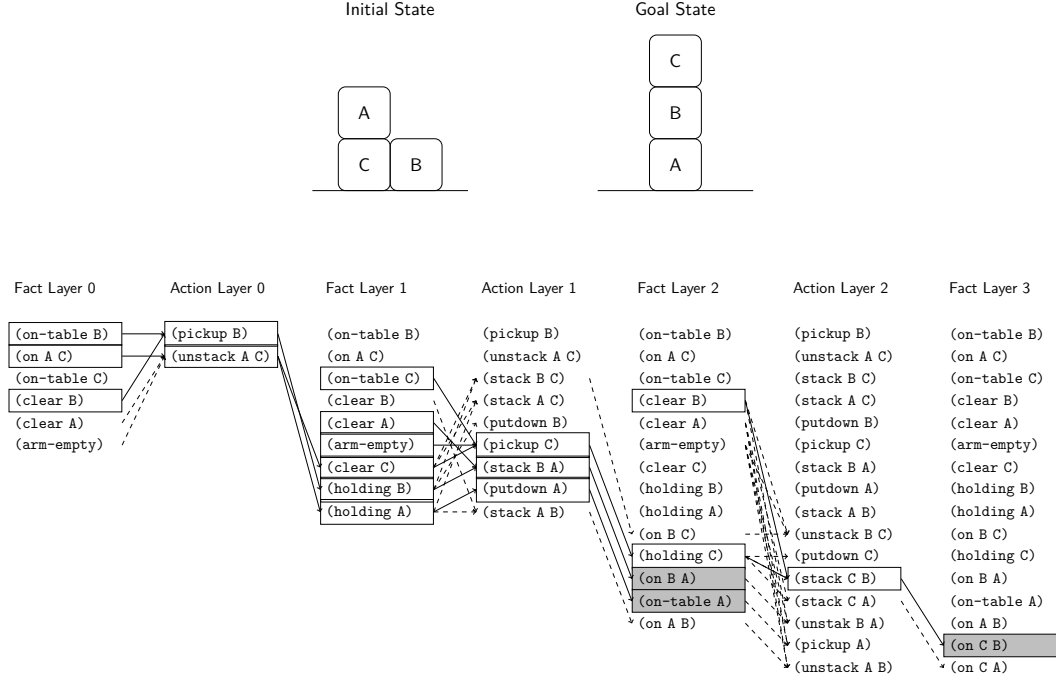 Initial State
Goal State
A
C B
C
B
A
Fact Layer 0
(on-table B)
(on A C)
(on-table C)
(clear B)
(clear A)
(arm-empty)
Action Layer 0
(pickup B)
(unstack A C)
Fact Layer 1
(on-table B)
(on A C)
(on-table C)
(clear B)
(clear A)
(arm-empty)
(clear C)
(holding B)
(holding A)
Action Layer 1
(pickup B)
(unstack A C)
(stack B C)
(stack A C)
(putdown B)
(pickup C)
(stack B A)
(putdown A)
(stack A B)
Fact Layer 2
(on-table B)
(on A C)
(on-table C)
(clear B)
(clear A)
(arm-empty)
(clear C)
(holding B)
(holding A)
(on B C)
(holding C)
(on B A)
(on-table A)
(on A B)
Action Layer 2
(pickup B)
(unstack A C)
(stack B C)
(stack A C)
(putdown B)
(pickup C)
(stack B A)
(putdown A)
(stack A B)
(unstack B C)
(putdown C)
(stack C B)
(stack C A)
(unstak B A)
(pickup A)
(unstack A B)
Fact Layer 3
(on-table B)
(on A C)
(on-table C)
(clear B)
(clear A)
(arm-empty)
(clear C)
(holding B)
(holding A)
(on B C)
(holding C)
(on B A)
(on-table A)
(on A B)
(on C B)
(on C A)